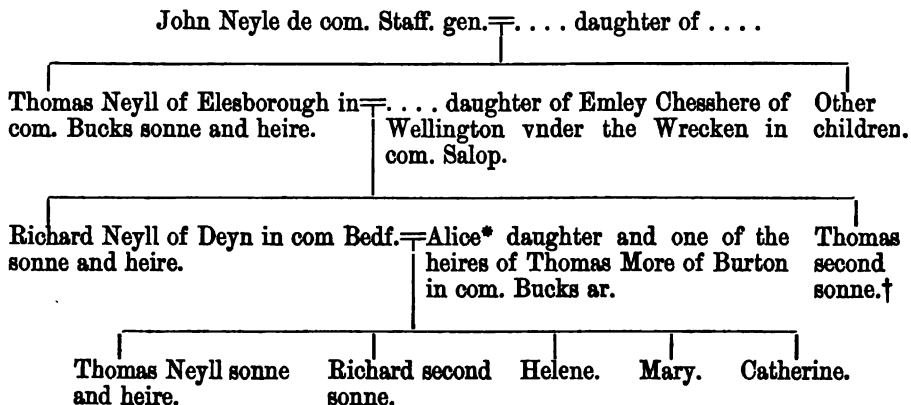 John Neyle de com. Staff. gen.=. . . . daughter of . . . .
Thomas Neyll of Elesborough in=. . . . daughter of Emley Chesshere of Other
com. Bucks sonne and heire. Wellington vnder the Wrecken in children.
com. Salop.
Richard Neyll of Deyn in com Bedf.=Alice* daughter and one of the Thomas
sonne and heire. heires of Thomas More of Burton second
in com. Bucks ar. sonne.†
Thomas Neyll sonne Richard second Helene. Mary. Catherine.
and heire. sonne.